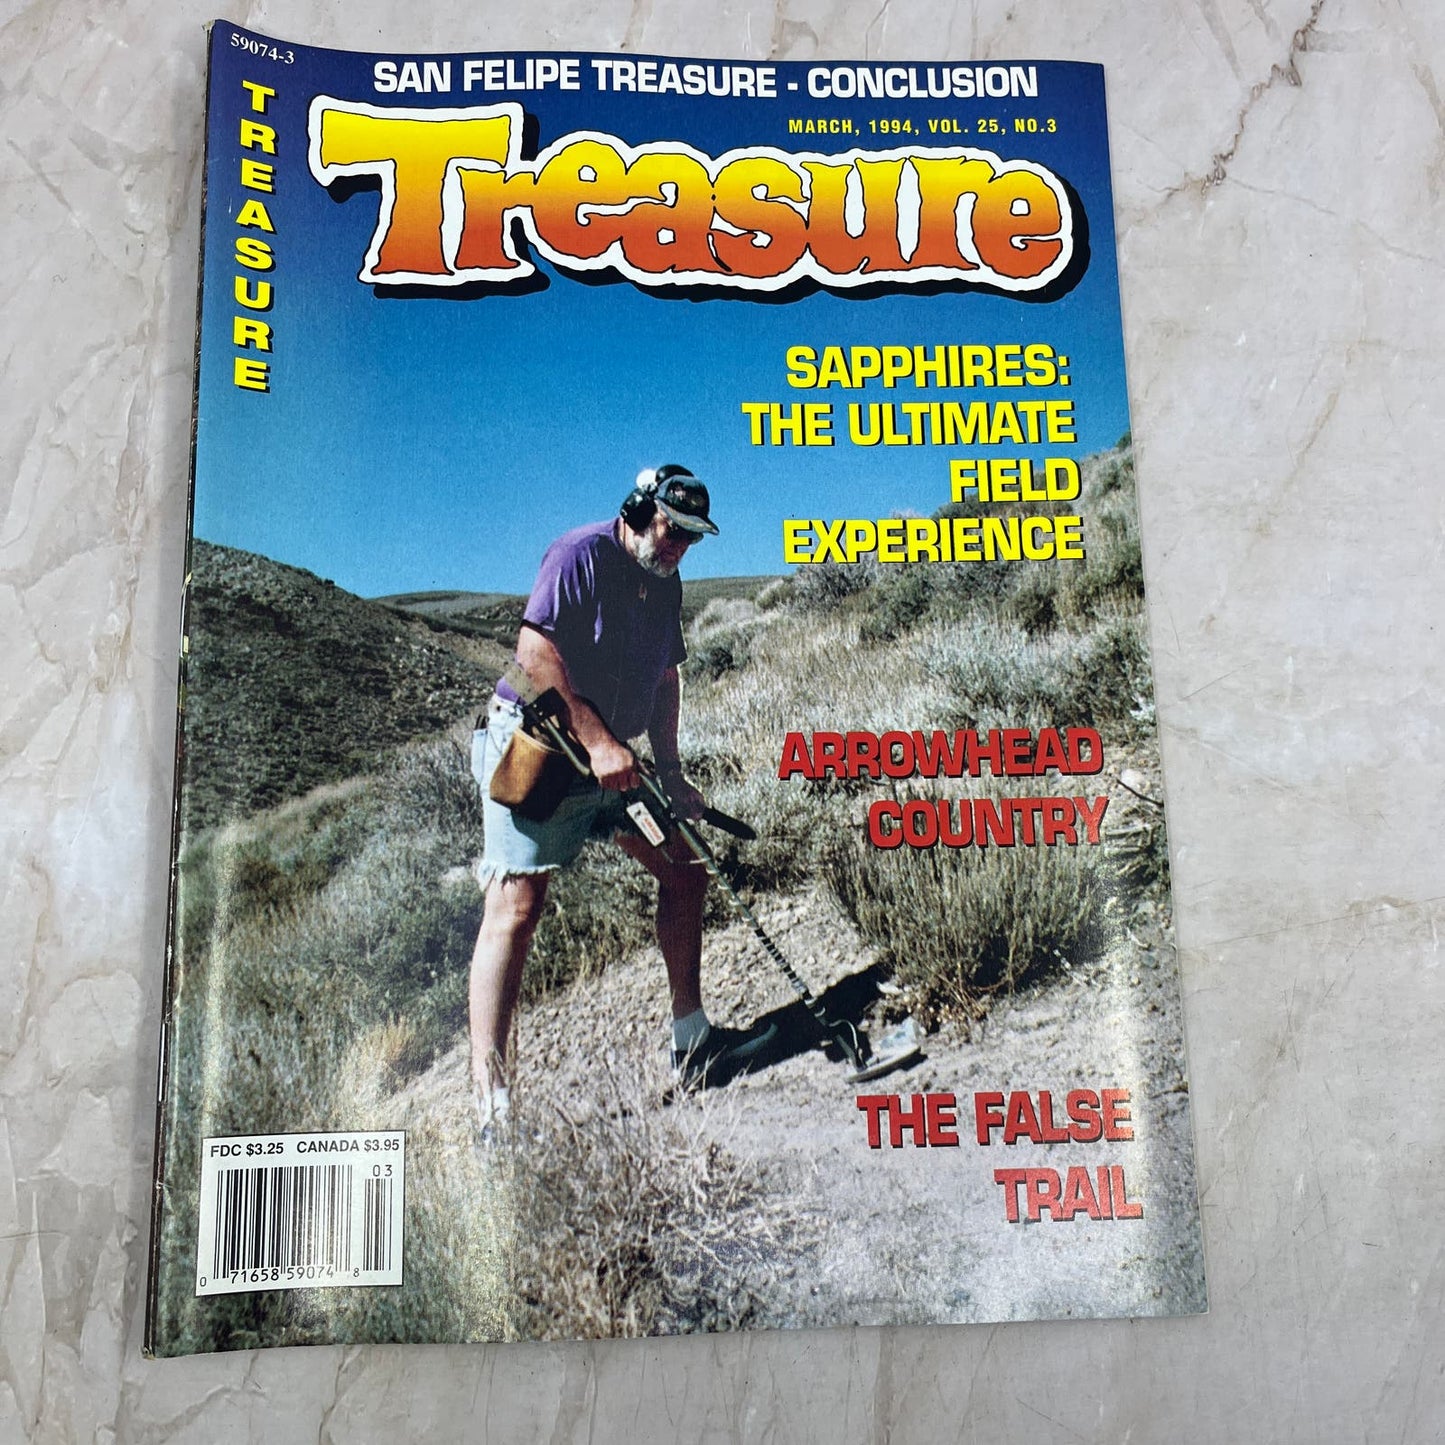 59074-3
TREASURE
SAN FELIPE TREASURE - CONCLUSION
MARCH, 1994, VOL. 25, NO.3
Treasure
SAPPHIRES:
THE ULTIMATE
FIELD
EXPERIENCE
ARROWHEAD
COUNTRY
THE FALSE
TRAIL
FDC $3.25 CANADA $3.95
03
0 71658 59074 8